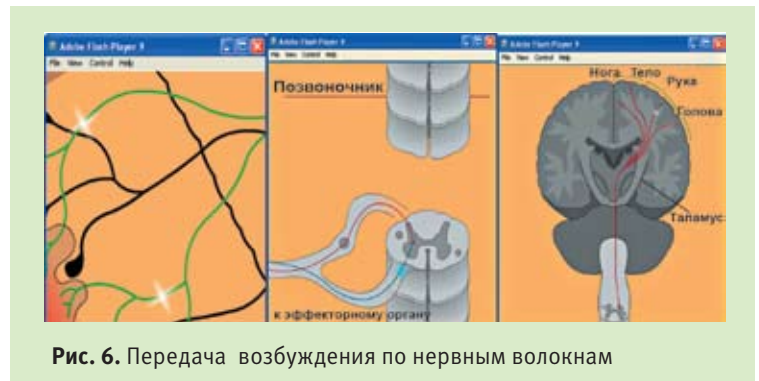 Adobe Flash Player 9
File View Control Help
Позвоночник
к эффекторному органу
Adobe Flash Player 9
File View Control Help
Adobe Flash Player 9
File View Control Help
Нога Тело
Рука
Голова
Таламус
Рис. 6. Передача возбуждения по нервным волокнам